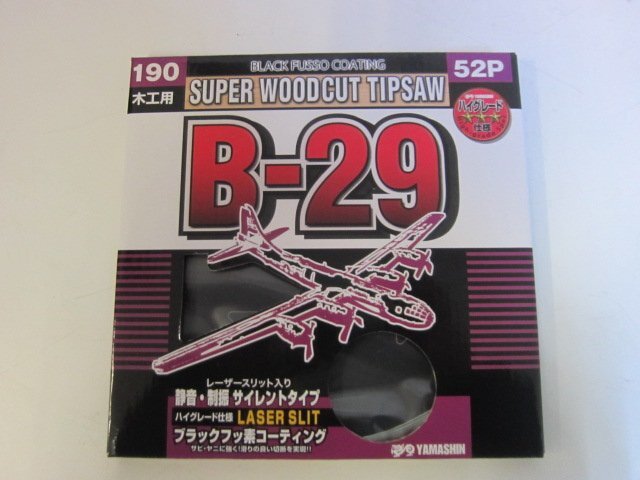 BLACK FUSSO COATING
190
52P
木工用
SUPER WOODCUT TIPSAW
ハイグレード
仕様
B-29
レーザースリット入り
静音・制振 サイレントタイプ
ハイグレード仕様 LASER SLIT
ブラックフッ素コーティング
サビ・ヤニに強く!滑りの良い切断を実現!!
YAMASHIN